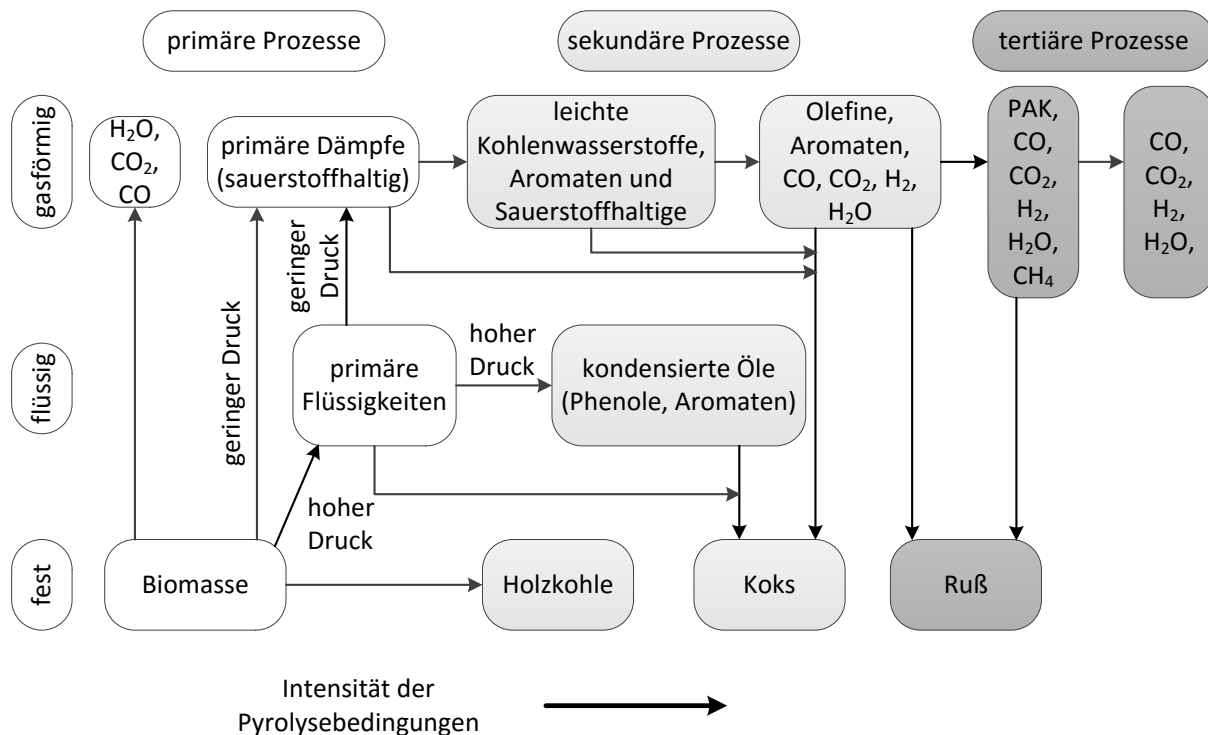 primäre Prozesse
sekundäre Prozesse
tertiäre Prozesse
gasförmig
H₂O,
CO₂,
CO
primäre Dämpfe
(sauerstoffhaltig)
leichte
Kohlenwasserstoffe,
Aromaten und
Sauerstoffhaltige
Olefine,
Aromaten,
CO, CO₂, H₂,
H₂O
PAK,
CO,
CO₂,
H₂,
H₂O,
CH₄
CO,
CO₂,
H₂,
H₂O,
geringer Druck
geringer
Druck
flüssig
primäre
Flüssigkeiten
hoher
Druck
kondensierte Öle
(Phenole, Aromaten)
hoher
Druck
fest
Biomasse
Holzkohle
Koks
Ruß
Intensität der
Pyrolysebedingungen